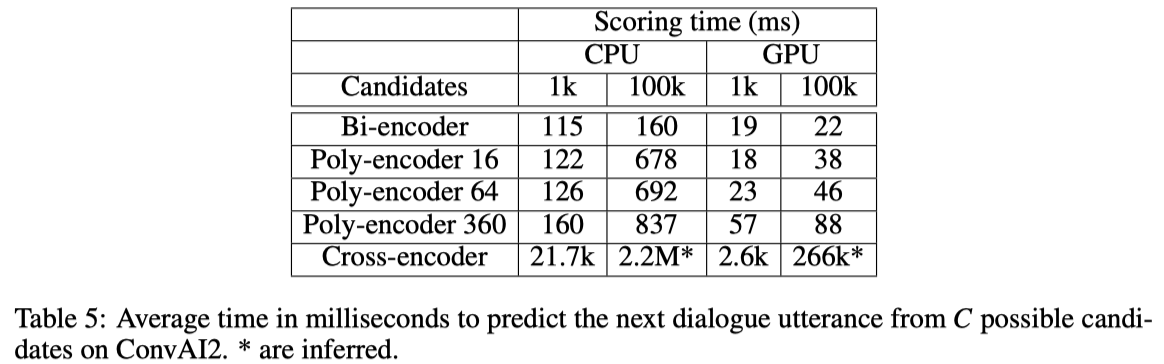 Scoring time (ms)
CPU GPU
Candidates 1k 100k 1k 100k
Bi-encoder 115 160 19 22
Poly-encoder 16 122 678 18 38
Poly-encoder 64 126 692 23 46
Poly-encoder 360 160 837 57 88
Cross-encoder 21.7k 2.2M* 2.6k 266k*
Table 5: Average time in milliseconds to predict the next dialogue utterance from C possible candi-
dates on ConvAI2. * are inferred.